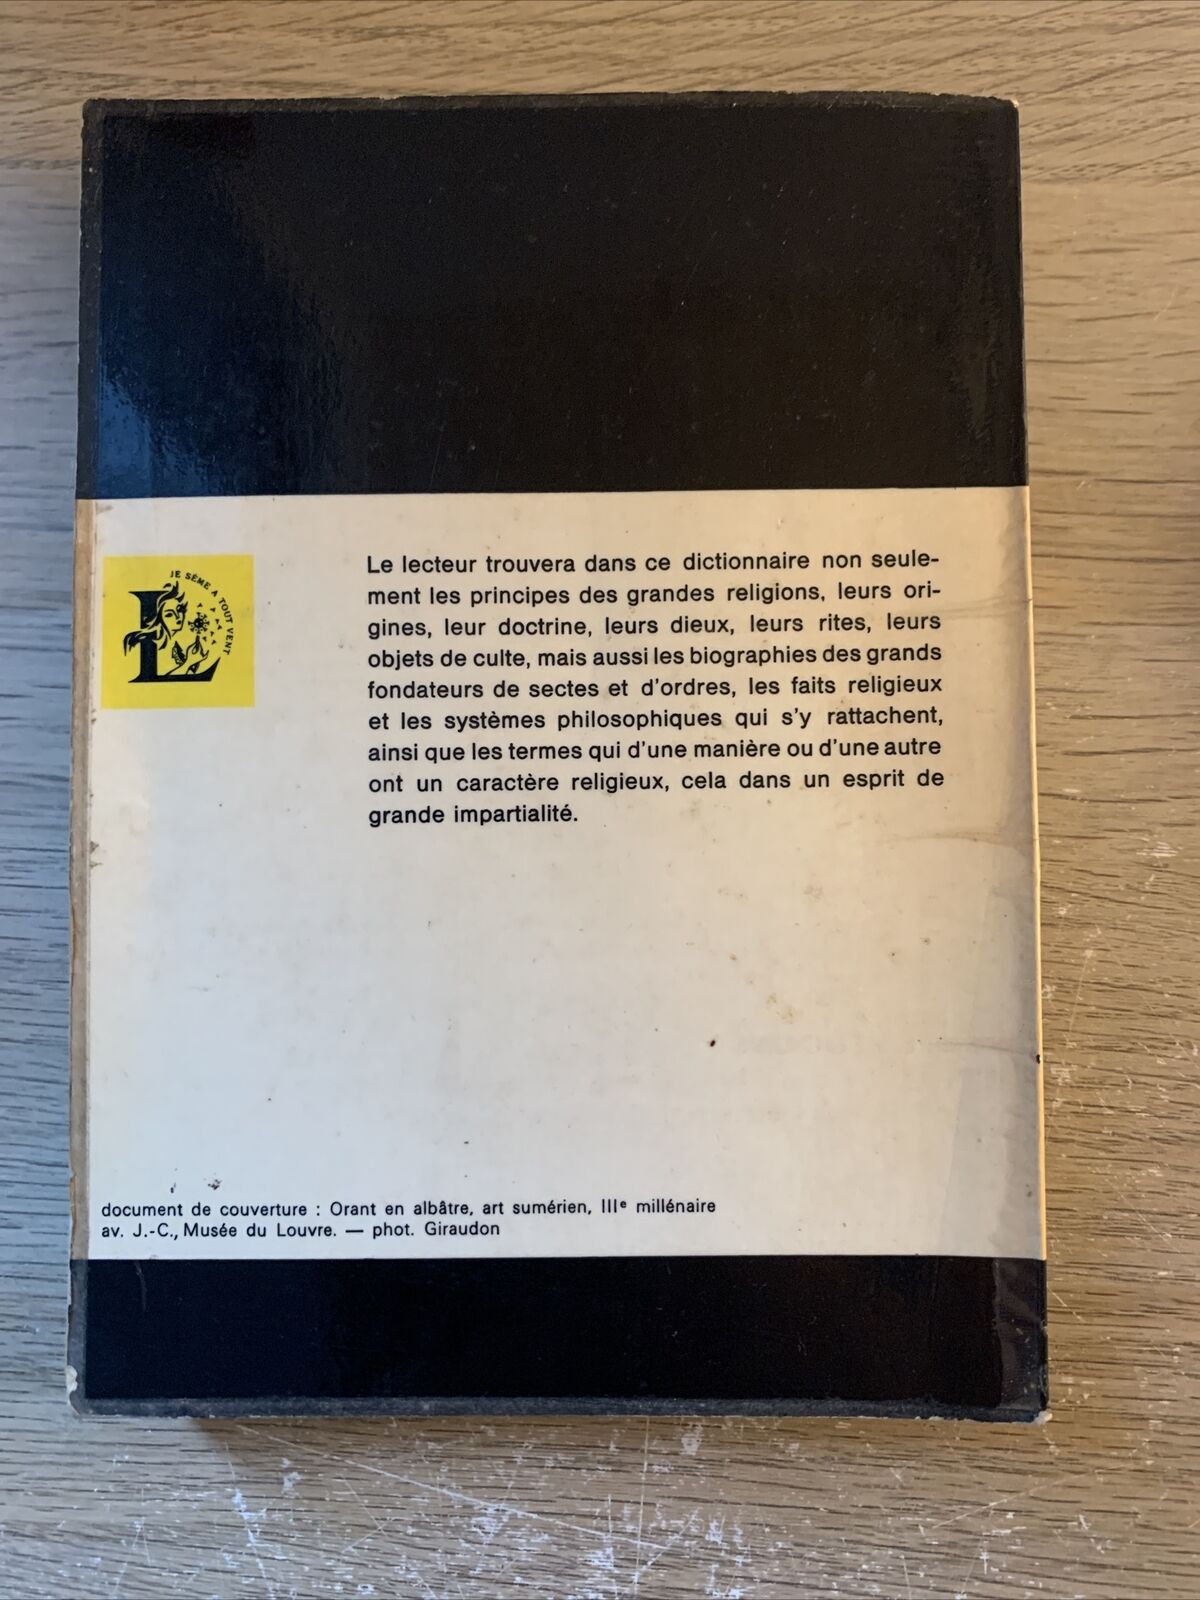 JE SÈME A TOUT VENT
L
Le lecteur trouvera dans ce dictionnaire non seule-
ment les principes des grandes religions, leurs ori-
gines, leur doctrine, leurs dieux, leurs rites, leurs
objets de culte, mais aussi les biographies des grands
fondateurs de sectes et d'ordres, les faits religieux
et les systèmes philosophiques qui s'y rattachent,
ainsi que les termes qui d'une manière ou d'une autre
ont un caractère religieux, cela dans un esprit de
grande impartialité.
document de couverture : Orant en albâtre, art sumérien, IIIe millénaire
av. J.-C., Musée du Louvre. — phot. Giraudon